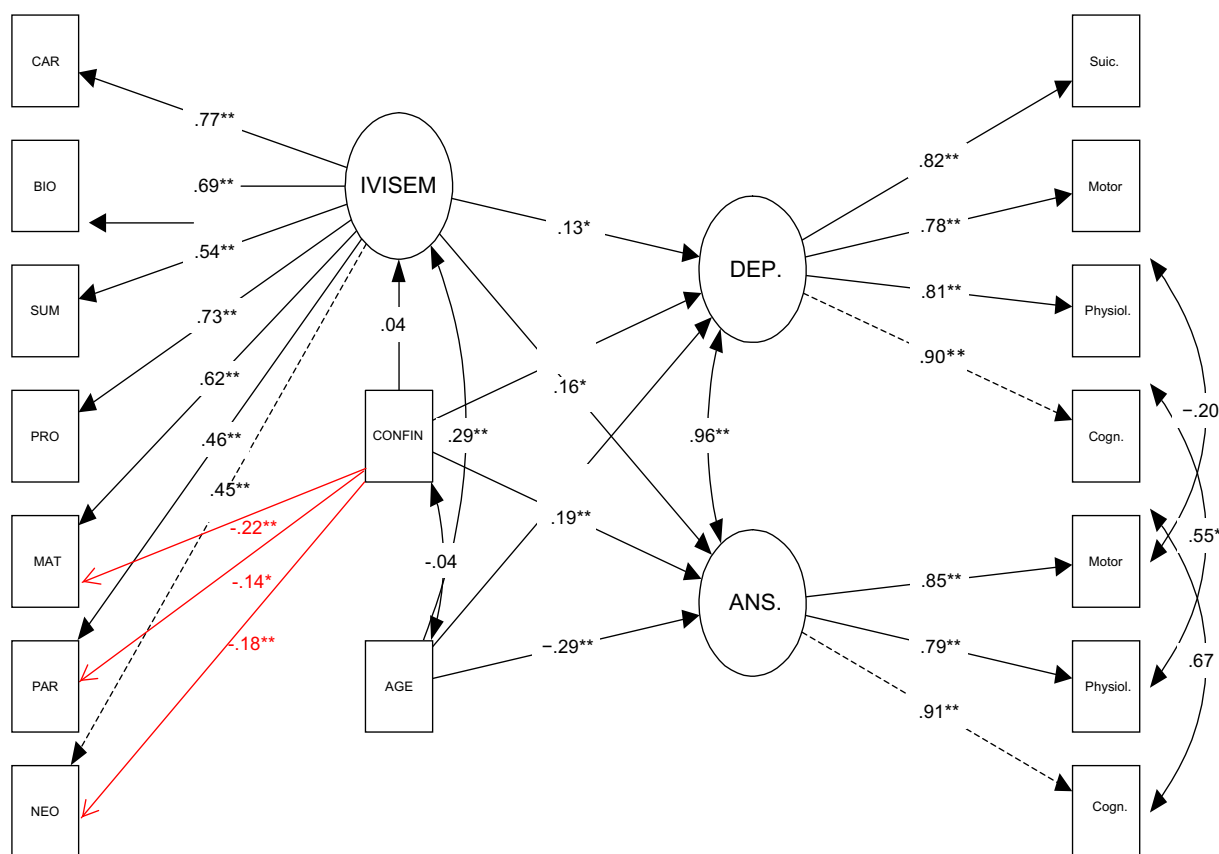 CAR
BIO
SUM
PRO
MAT
PAR
NEO
.77**
.69**
.54**
.73**
.62**
.46**
.45**
-.22**
-.14*
-.18**
IVISEM
.04
CONFIN
.29**
-.04
AGE
.13*
.16*
.19**
−.29**
DEP.
.96**
ANS.
.82**
.78**
.81**
.90**
.85**
.79**
.91**
Suic.
Motor
Physiol.
Cogn.
Motor
Physiol.
Cogn.
−.20
.55*
.67